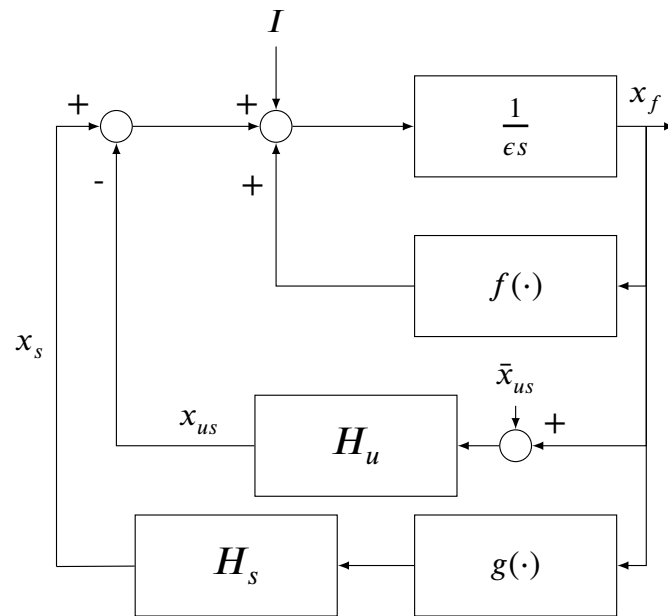 I
+ +
1/ϵs
x_f
- +
f(·)
x_s
x̄_us
x_us
+
H_u
H_s
g(·)